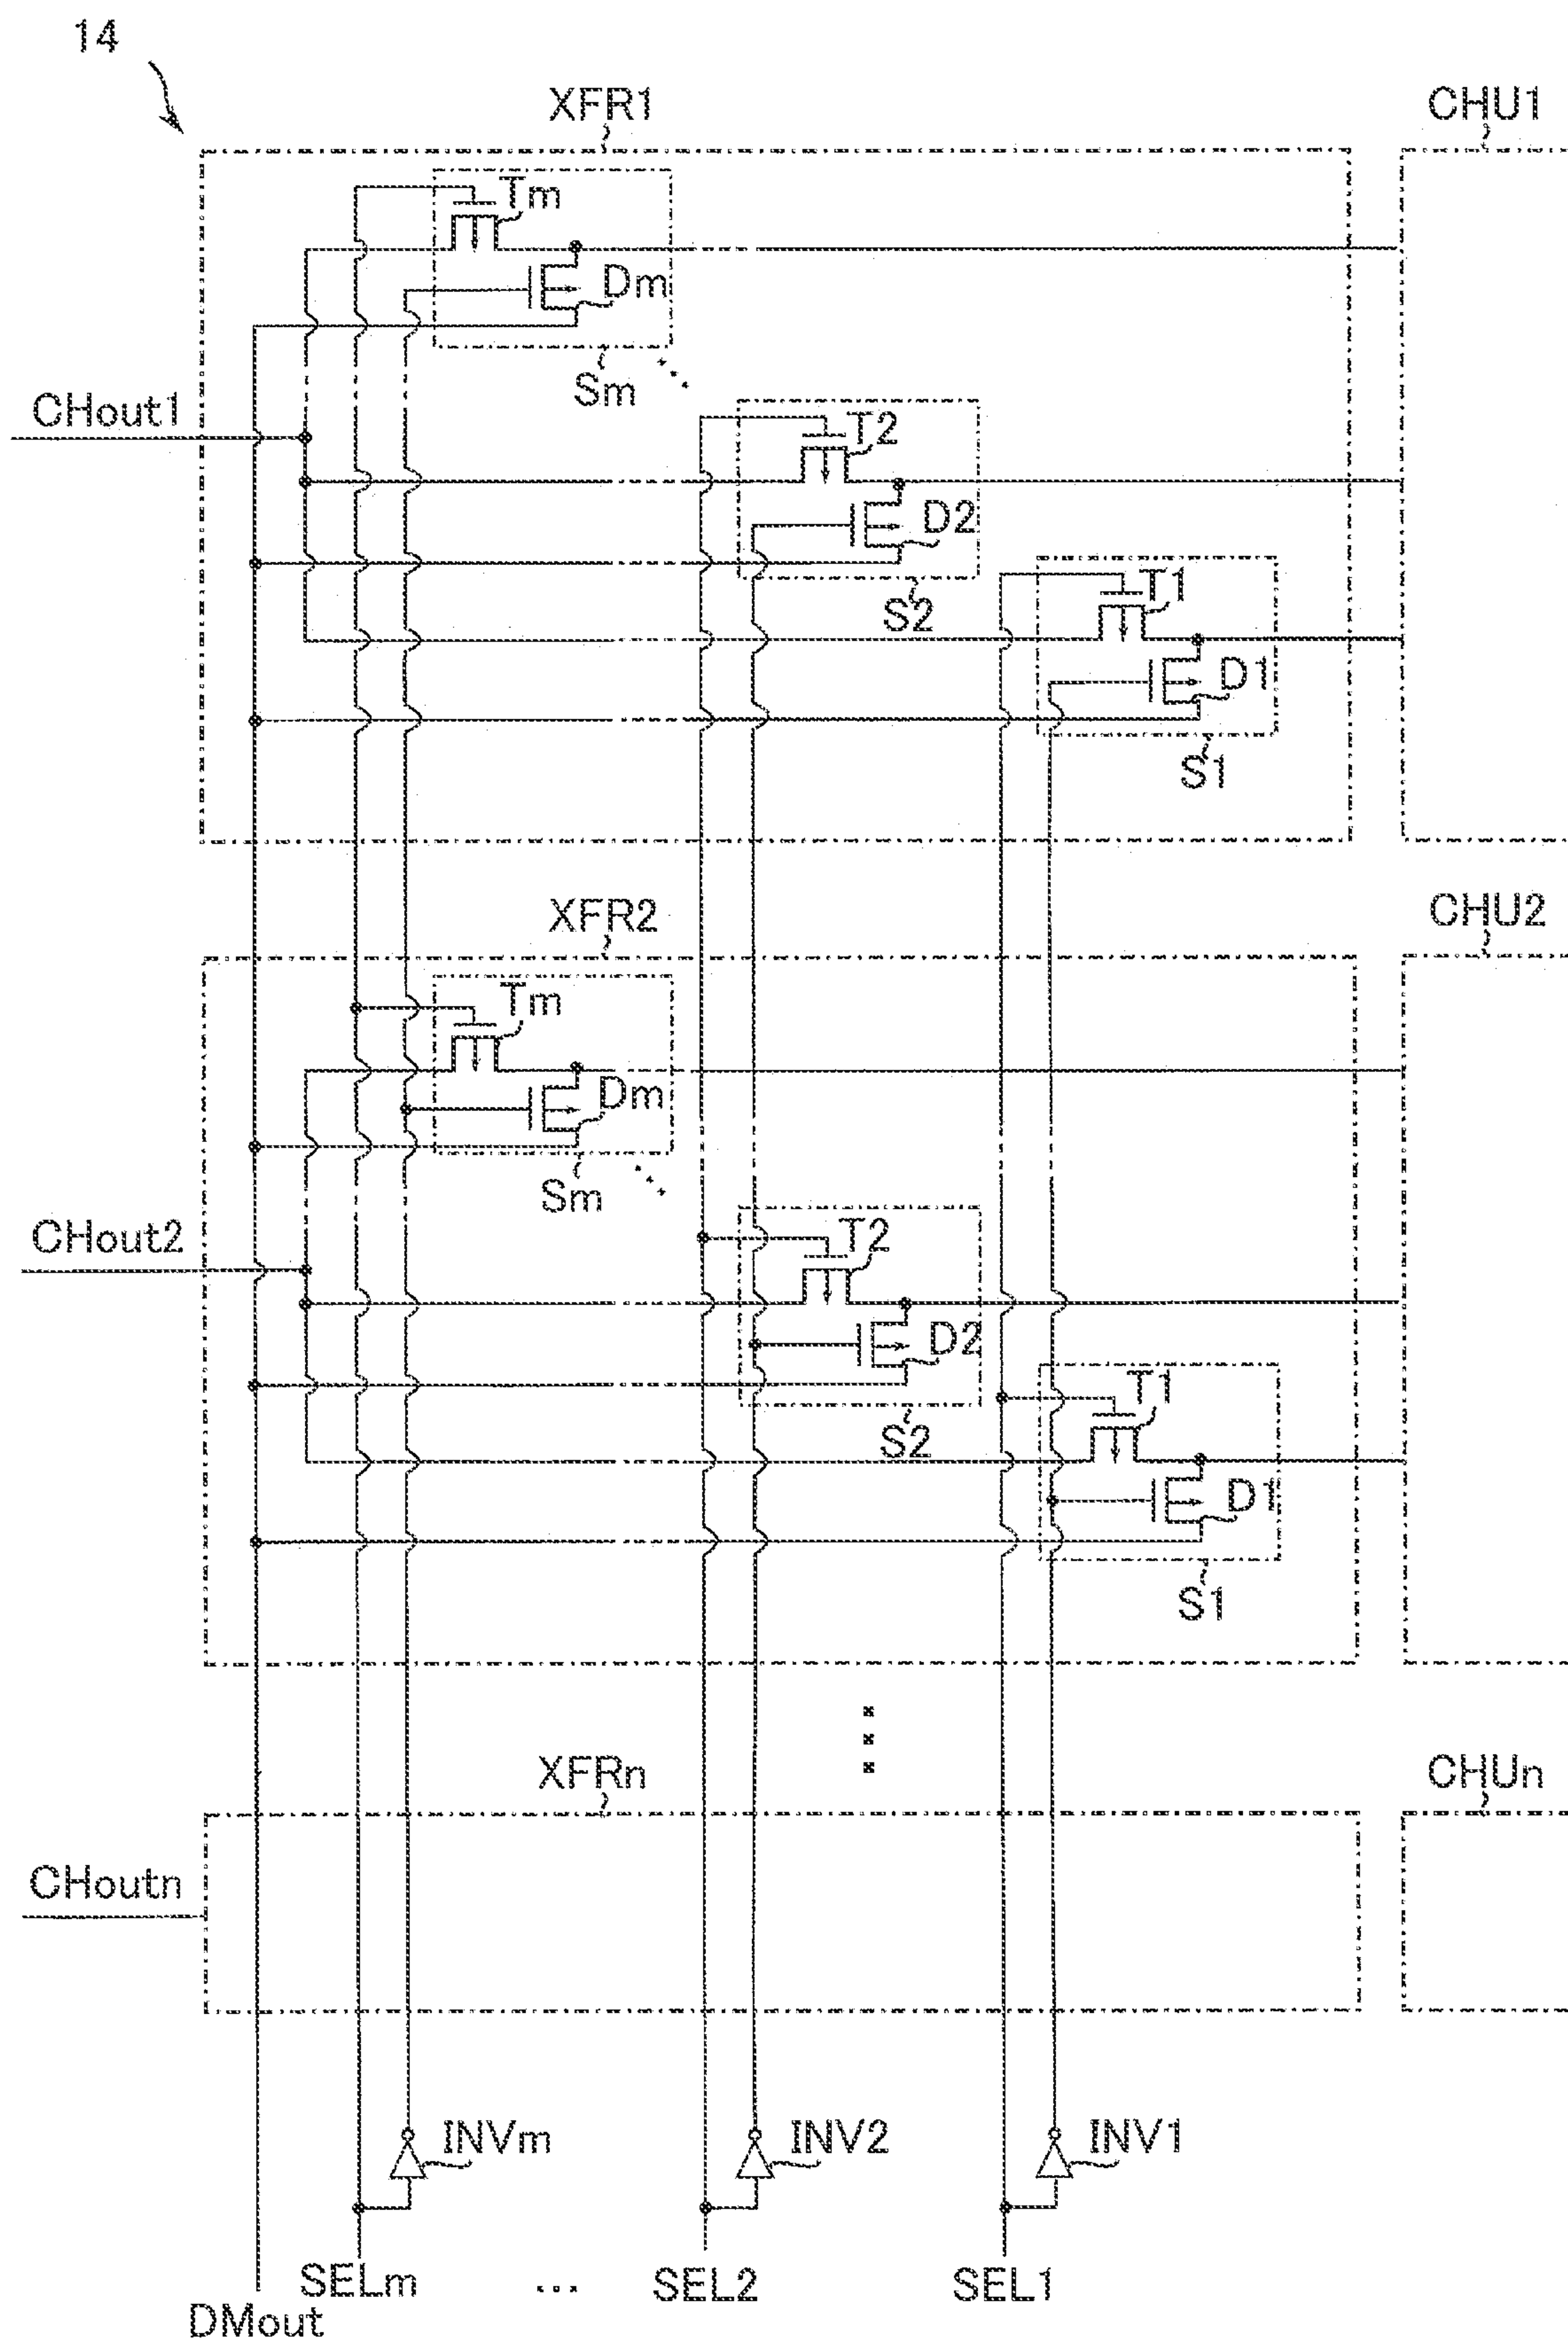 14
XFR1
CHU1
Tm
Dm
Sm
CHout1
T2
D2
S2
T1
D1
S1
XFR2
CHU2
Tm
Dm
Sm
CHout2
T2
D2
S2
T1
D1
S1
XFRn
CHUn
CHoutn
INVm
INV2
INV1
SELm
...
SEL2
SEL1
DMout